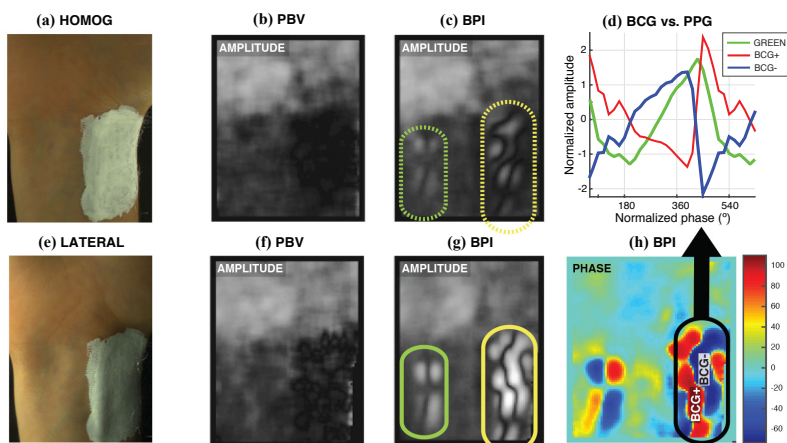 (a) HOMOG
(b) PBV
(c) BPI
(d) BCG vs. PPG
AMPLITUDE
AMPLITUDE
GREEN
BCG+
BCG-
Normalized amplitude
2
1
0
-1
-2
180
360
540
Normalized phase (º)
(e) LATERAL
(f) PBV
(g) BPI
(h) BPI
AMPLITUDE
AMPLITUDE
PHASE
BCG+
BCG-
100
80
60
40
20
0
-20
-40
-60